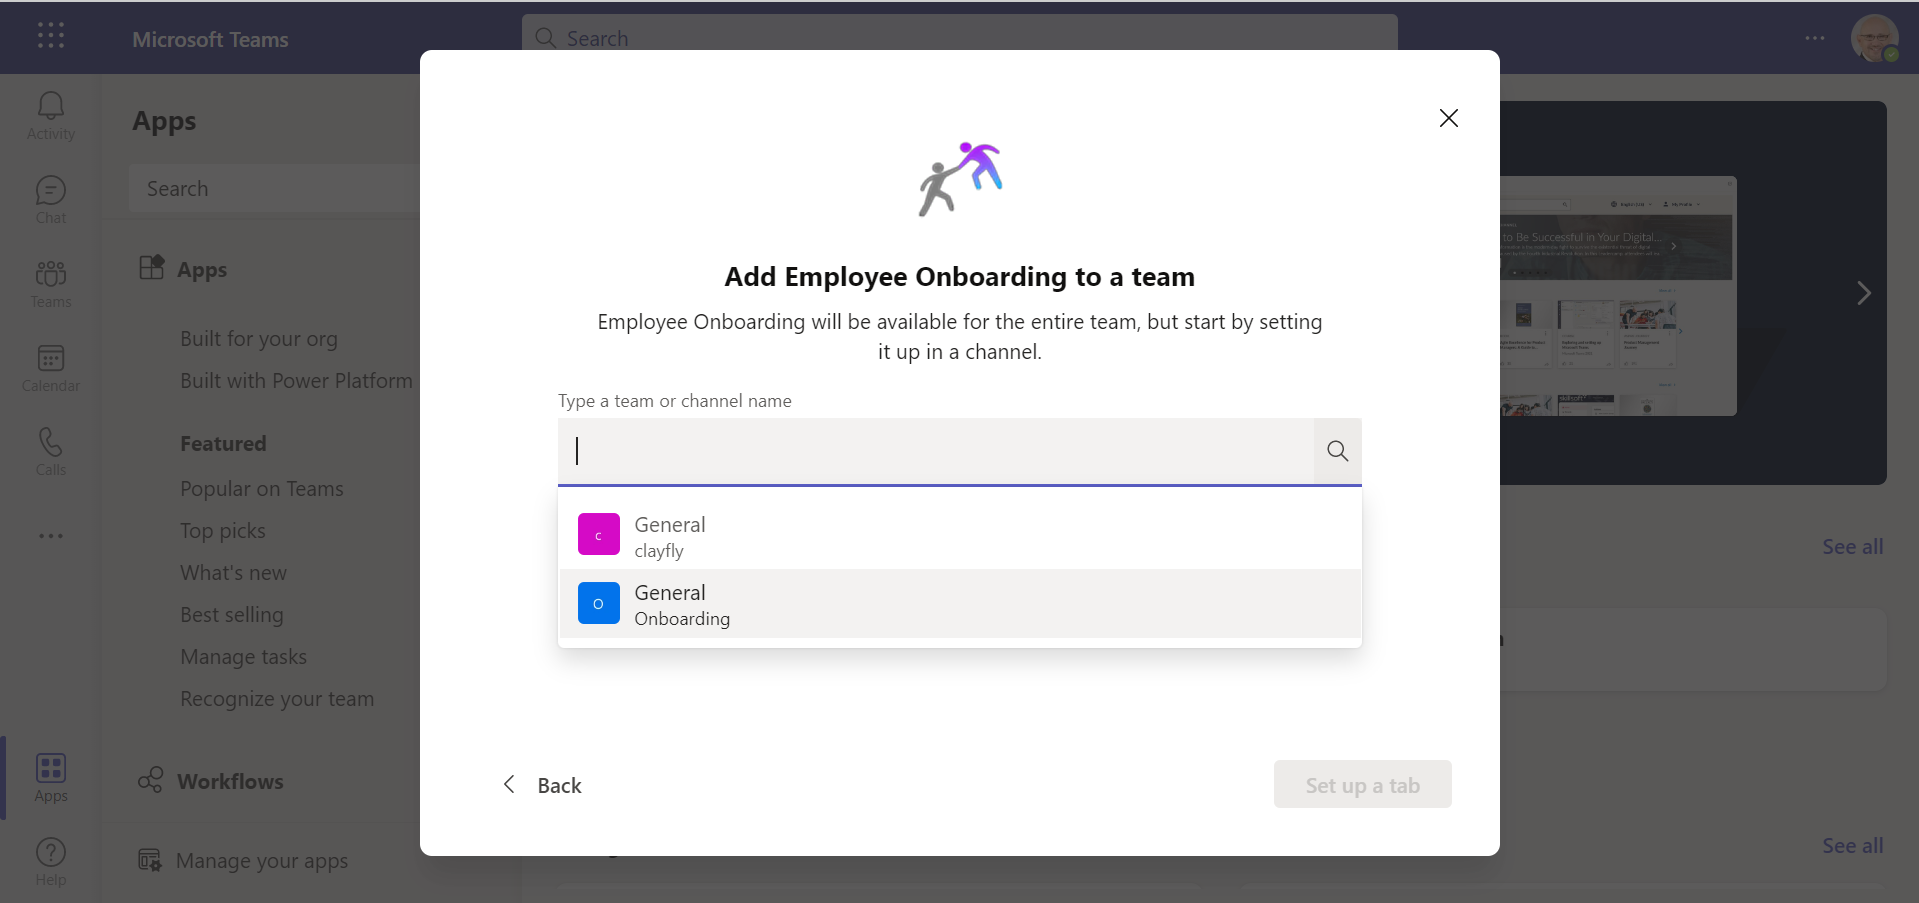 Microsoft Teams
Search
Activity
Chat
Teams
Calendar
Calls
Apps
Help
Apps
Search
Apps
Built for your org
Built with Power Platform
Featured
Popular on Teams
Top picks
What's new
Best selling
Manage tasks
Recognize your team
Workflows
Manage your apps
Add Employee Onboarding to a team
Employee Onboarding will be available for the entire team, but start by setting
it up in a channel.
Type a team or channel name
c
General
clayfly
O
General
Onboarding
Back
Set up a tab
to Be Successful in Your Digital...
See all
See all